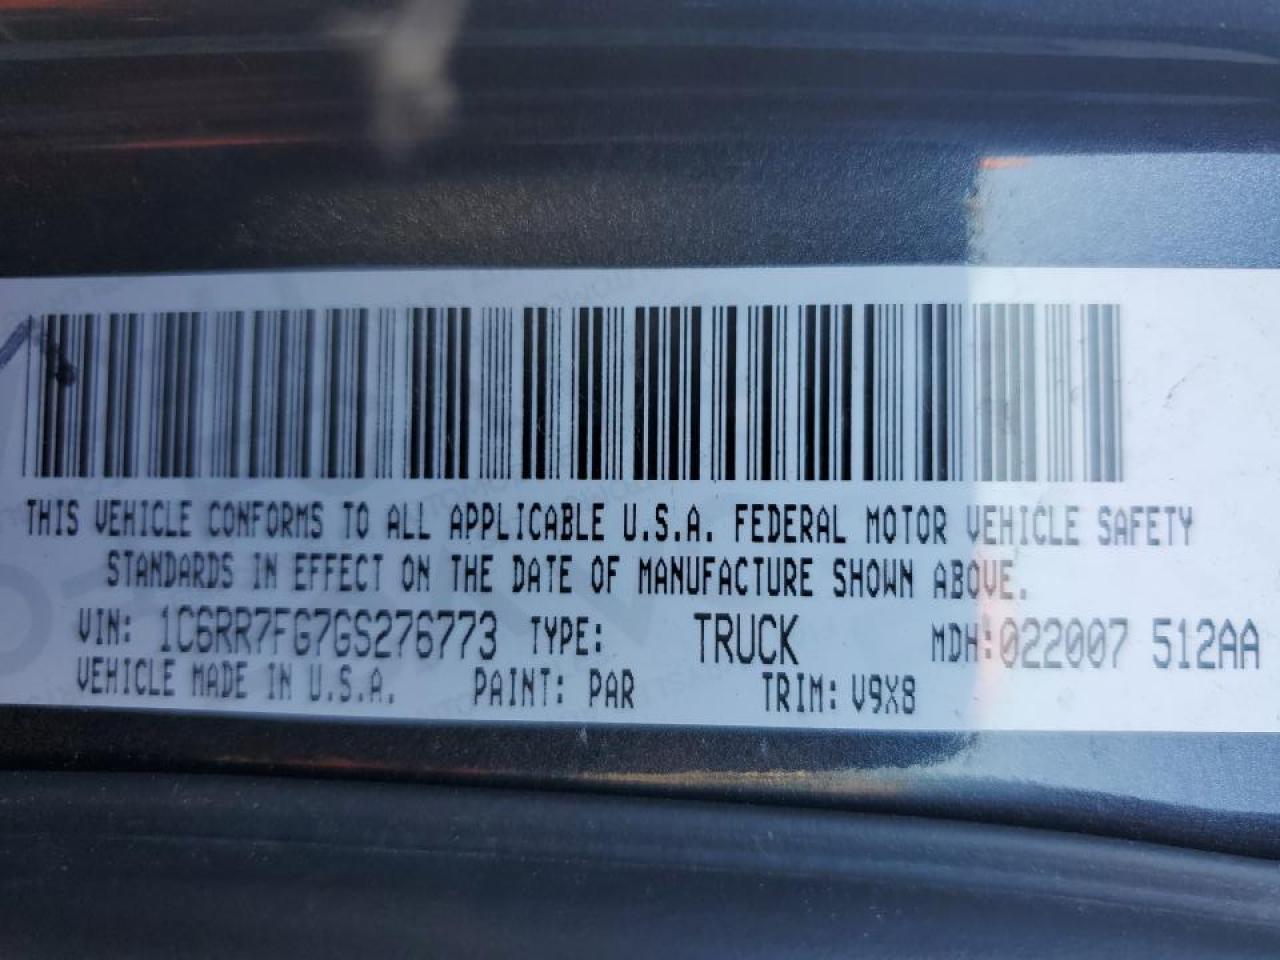 THIS VEHICLE CONFORMS TO ALL APPLICABLE U.S.A. FEDERAL MOTOR VEHICLE SAFETY
STANDARDS IN EFFECT ON THE DATE OF MANUFACTURE SHOWN ABOVE.
VIN: 1C6RR7FG7GS276773 TYPE: TRUCK MDH:022007 512AA
VEHICLE MADE IN U.S.A. PAINT: PAR TRIM: V9X8